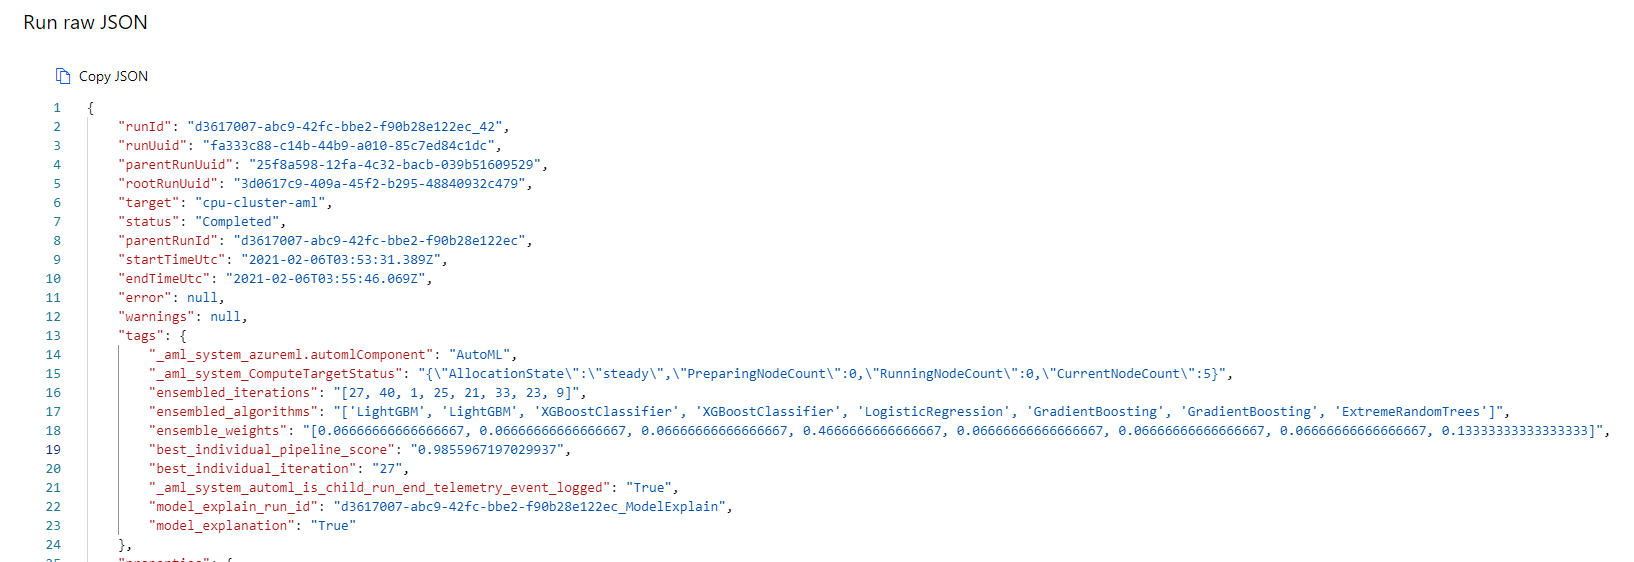 Run raw JSON
Copy JSON
1 {
2 "runId": "d3617007-abc9-42fc-bbe2-f90b28e122ec_42",
3 "runUuid": "fa333c88-c14b-44b9-a010-85c7ed84c1dc",
4 "parentRunUuid": "25f8a598-12fa-4c32-bacb-039b51609529",
5 "rootRunUuid": "3d0617c9-409a-45f2-b295-48840932c479",
6 "target": "cpu-cluster-aml",
7 "status": "Completed",
8 "parentRunId": "d3617007-abc9-42fc-bbe2-f90b28e122ec",
9 "startTimeUtc": "2021-02-06T03:53:31.389Z",
10 "endTimeUtc": "2021-02-06T03:55:46.069Z",
11 "error": null,
12 "warnings": null,
13 "tags": {
14 "_aml_system_azureml.automlComponent": "AutoML",
15 "_aml_system_ComputeTargetStatus": "{\"AllocationState\":\"steady\",\"PreparingNodeCount\":0,\"RunningNodeCount\":0,\"CurrentNodeCount\":5}",
16 "ensembled_iterations": "[27, 40, 1, 25, 21, 33, 23, 9]",
17 "ensembled_algorithms": "['LightGBM', 'LightGBM', 'XGBoostClassifier', 'XGBoostClassifier', 'LogisticRegression', 'GradientBoosting', 'GradientBoosting', 'ExtremeRandomTrees']",
18 "ensemble_weights": "[0.06666666666666667, 0.06666666666666667, 0.06666666666666667, 0.4666666666666667, 0.06666666666666667, 0.06666666666666667, 0.06666666666666667, 0.13333333333333333]",
19 "best_individual_pipeline_score": "0.9855967197029937",
20 "best_individual_iteration": "27",
21 "_aml_system_automl_is_child_run_end_telemetry_event_logged": "True",
22 "model_explain_run_id": "d3617007-abc9-42fc-bbe2-f90b28e122ec_ModelExplain",
23 "model_explanation": "True"
24 },
25 "properties": {